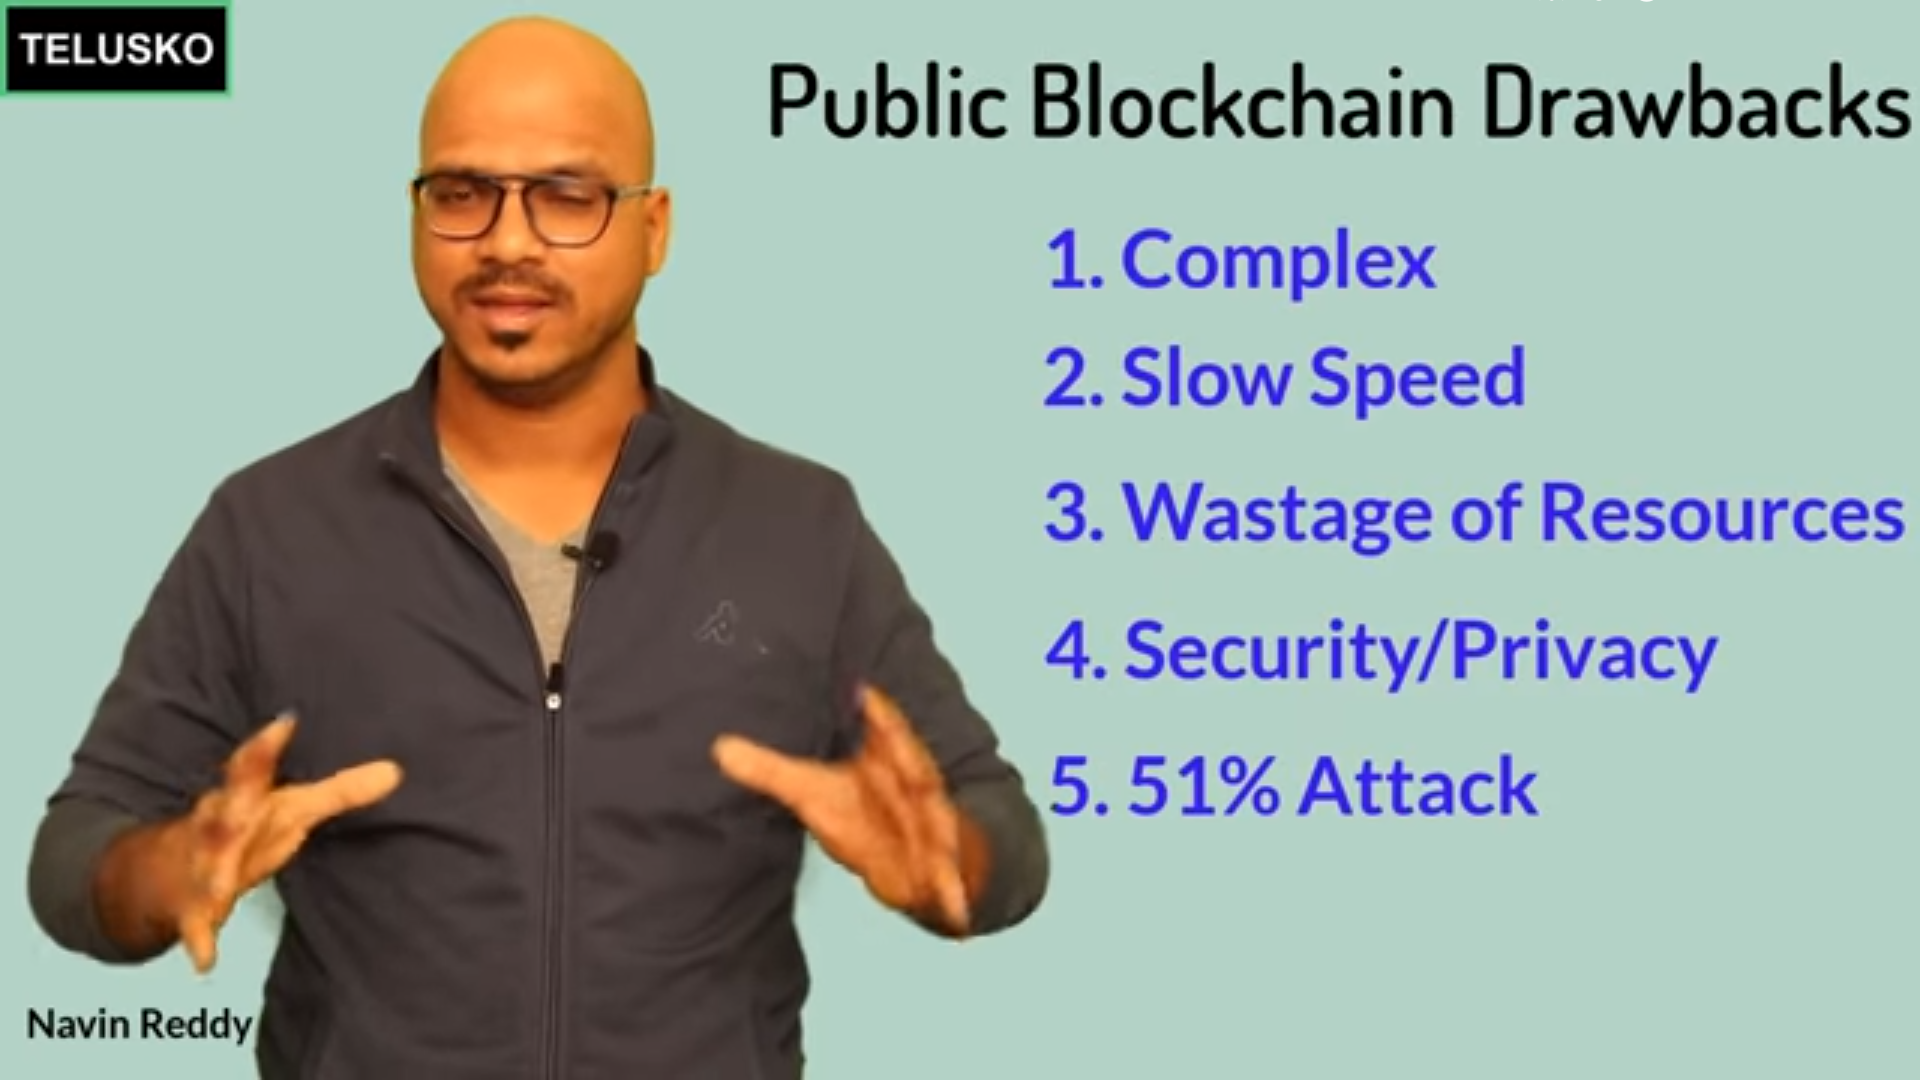 TELUSKO
Public Blockchain Drawbacks
1. Complex
2. Slow Speed
3. Wastage of Resources
4. Security/Privacy
5. 51% Attack
Navin Reddy